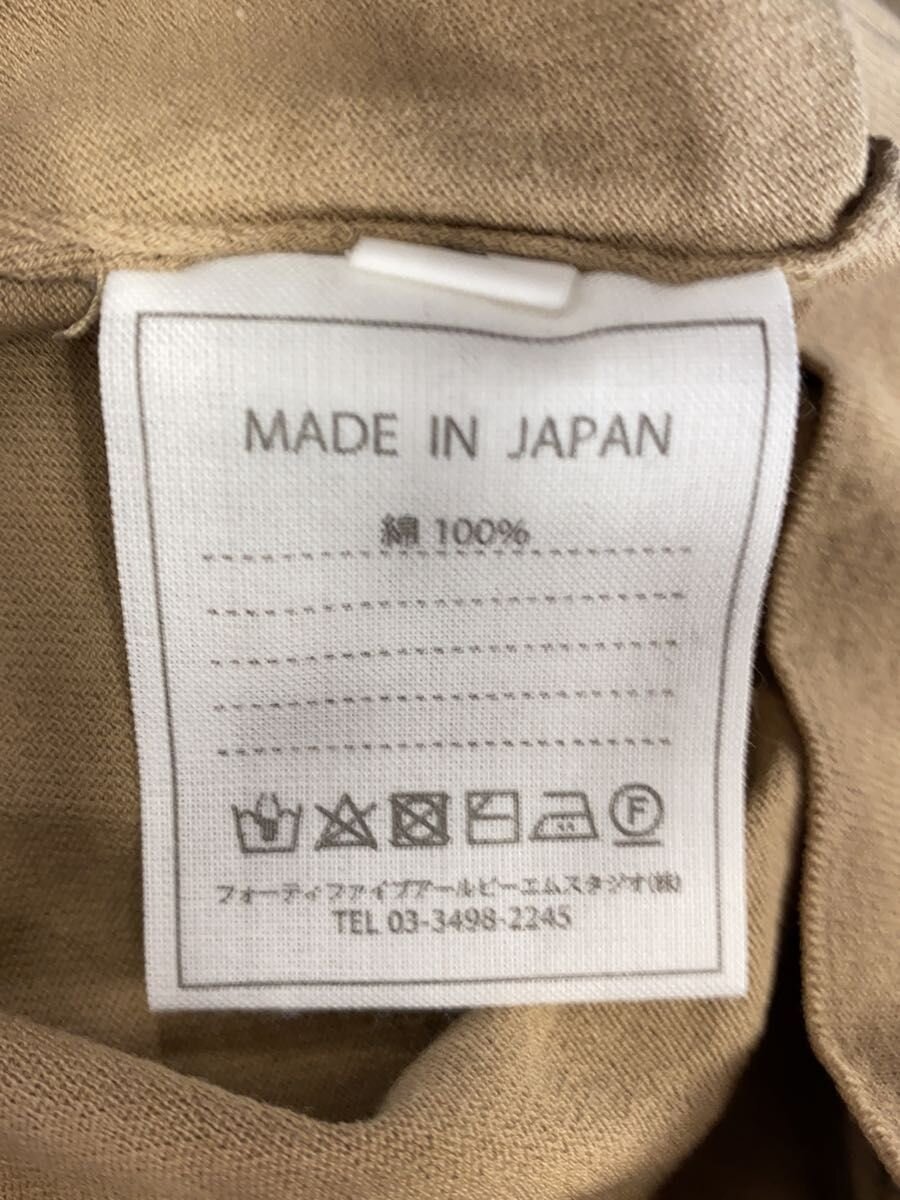 MADE IN JAPAN
綿 100%
F
フォーティファイブアールピーエムスタジオ(株)
TEL 03-3498-2245